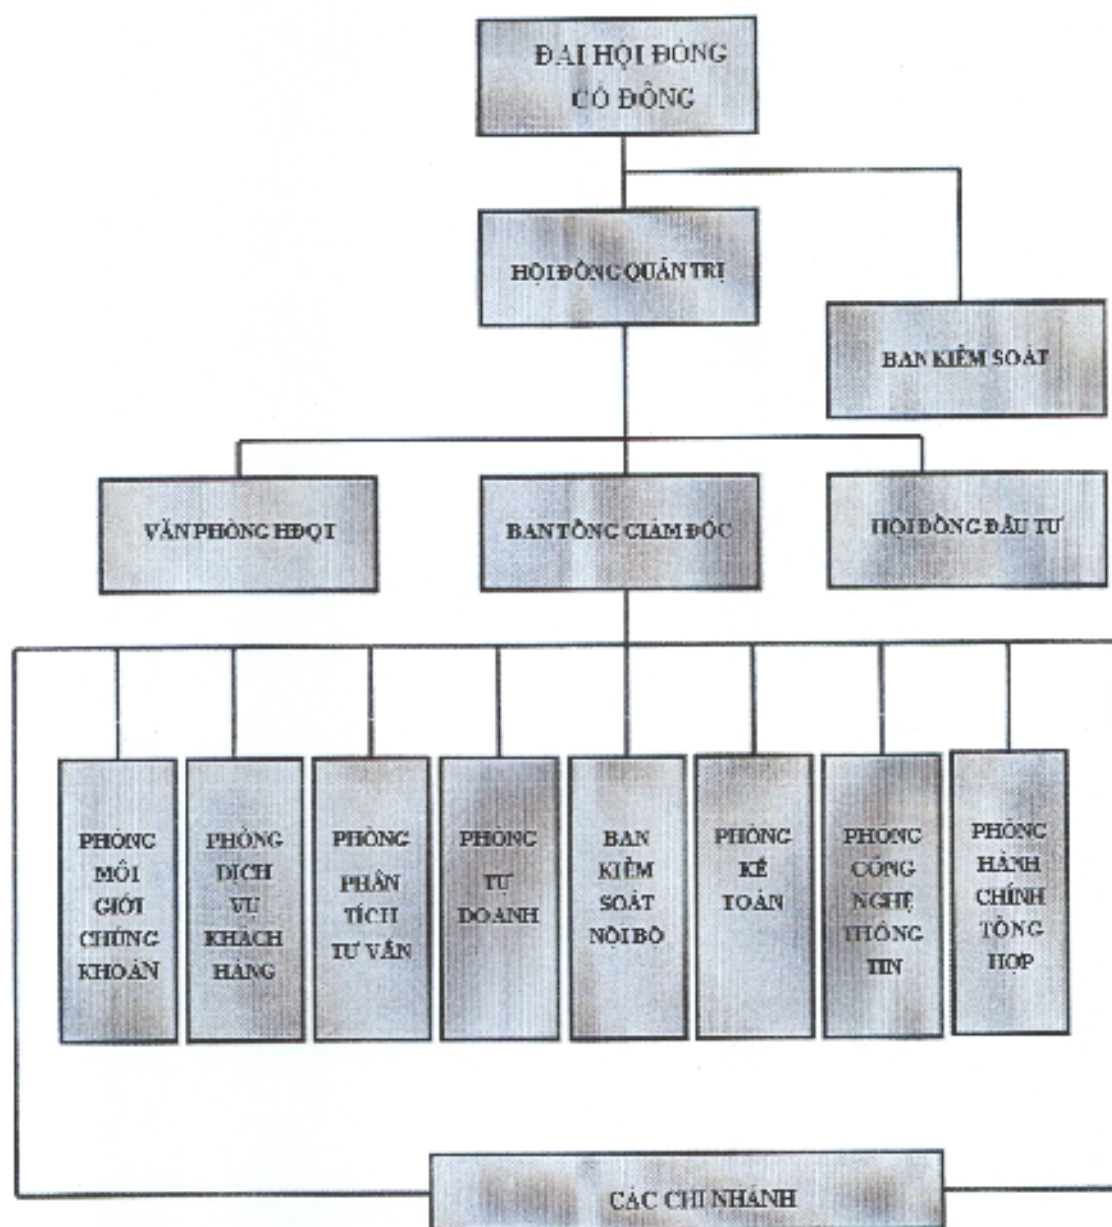 ĐẠI HỘI ĐỒNG
CỔ ĐÔNG
HỘI ĐỒNG QUẢN TRỊ
BAN KIỂM SOÁT
VĂN PHÒNG HĐQT
BAN TỔNG GIÁM ĐỐC
HỘI ĐỒNG ĐẦU TƯ
PHÒNG
MÔI
GIỚI
CHỨNG
KHOÁN
PHÒNG
DỊCH
VỤ
KHÁCH
HÀNG
PHÒNG
PHÂN
TÍCH
TƯ VẤN
PHÒNG
TỰ
DOANH
BAN
KIỂM
SOÁT
NỘI BỘ
PHÒNG
KẾ
TOÁN
PHÒNG
CÔNG
NGHỆ
THÔNG
TIN
PHÒNG
HÀNH
CHÍNH
TỔNG
HỢP
CÁC CHI NHÁNH